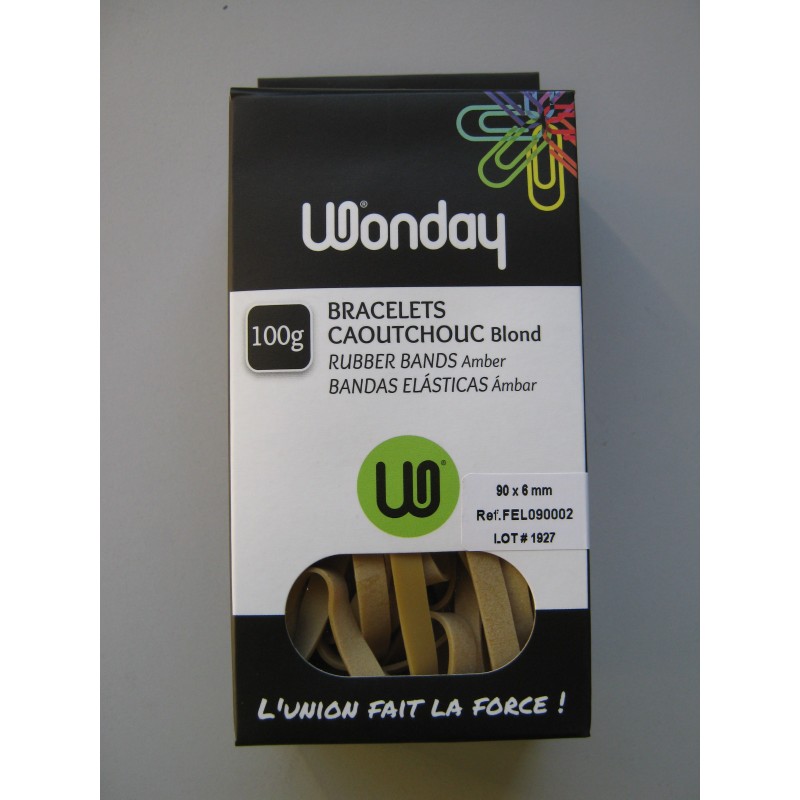 Wonday®
100g
BRACELETS
CAOUTCHOUC Blond
RUBBER BANDS Amber
BANDAS ELÁSTICAS Ámbar
90 x 6 mm
Ref.FEL090002
LOT # 1927
L'UNION FAIT LA FORCE !